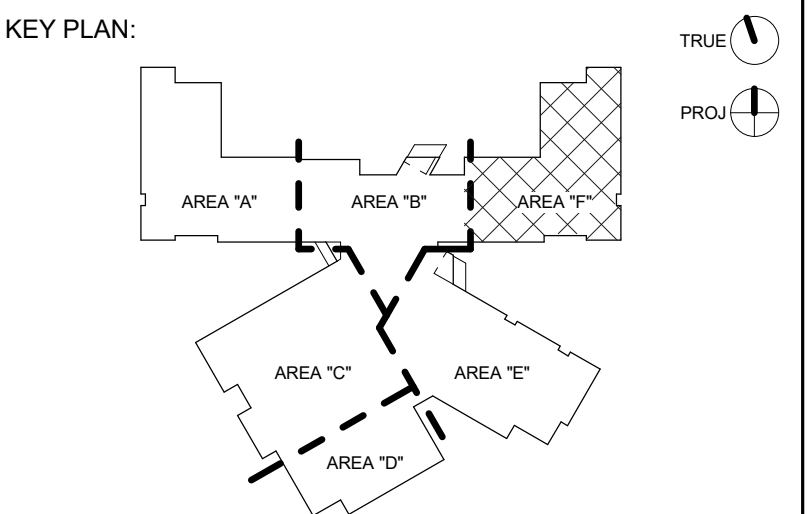 KEY PLAN:
TRUE
PROJ
AREA "A"
AREA "B"
AREA "F"
AREA "C"
AREA "E"
AREA "D"